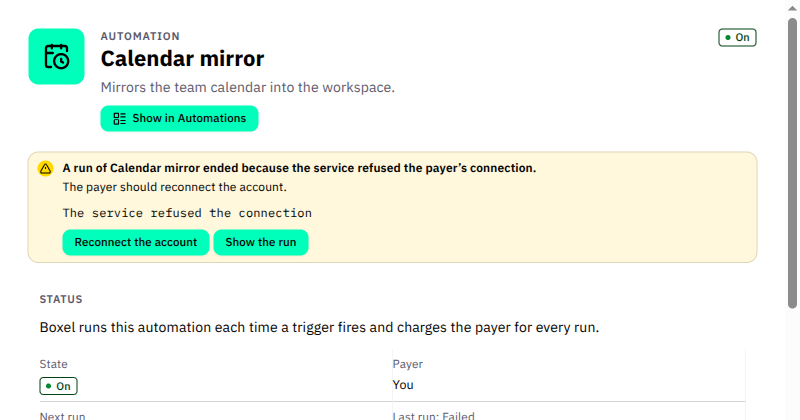 AUTOMATION
On
Calendar mirror
Mirrors the team calendar into the workspace.
Show in Automations
A run of Calendar mirror ended because the service refused the payer’s connection.
The payer should reconnect the account.
The service refused the connection
Reconnect the account
Show the run
STATUS
Boxel runs this automation each time a trigger fires and charges the payer for every run.
State
Payer
On
You
Next run
Last run: Failed